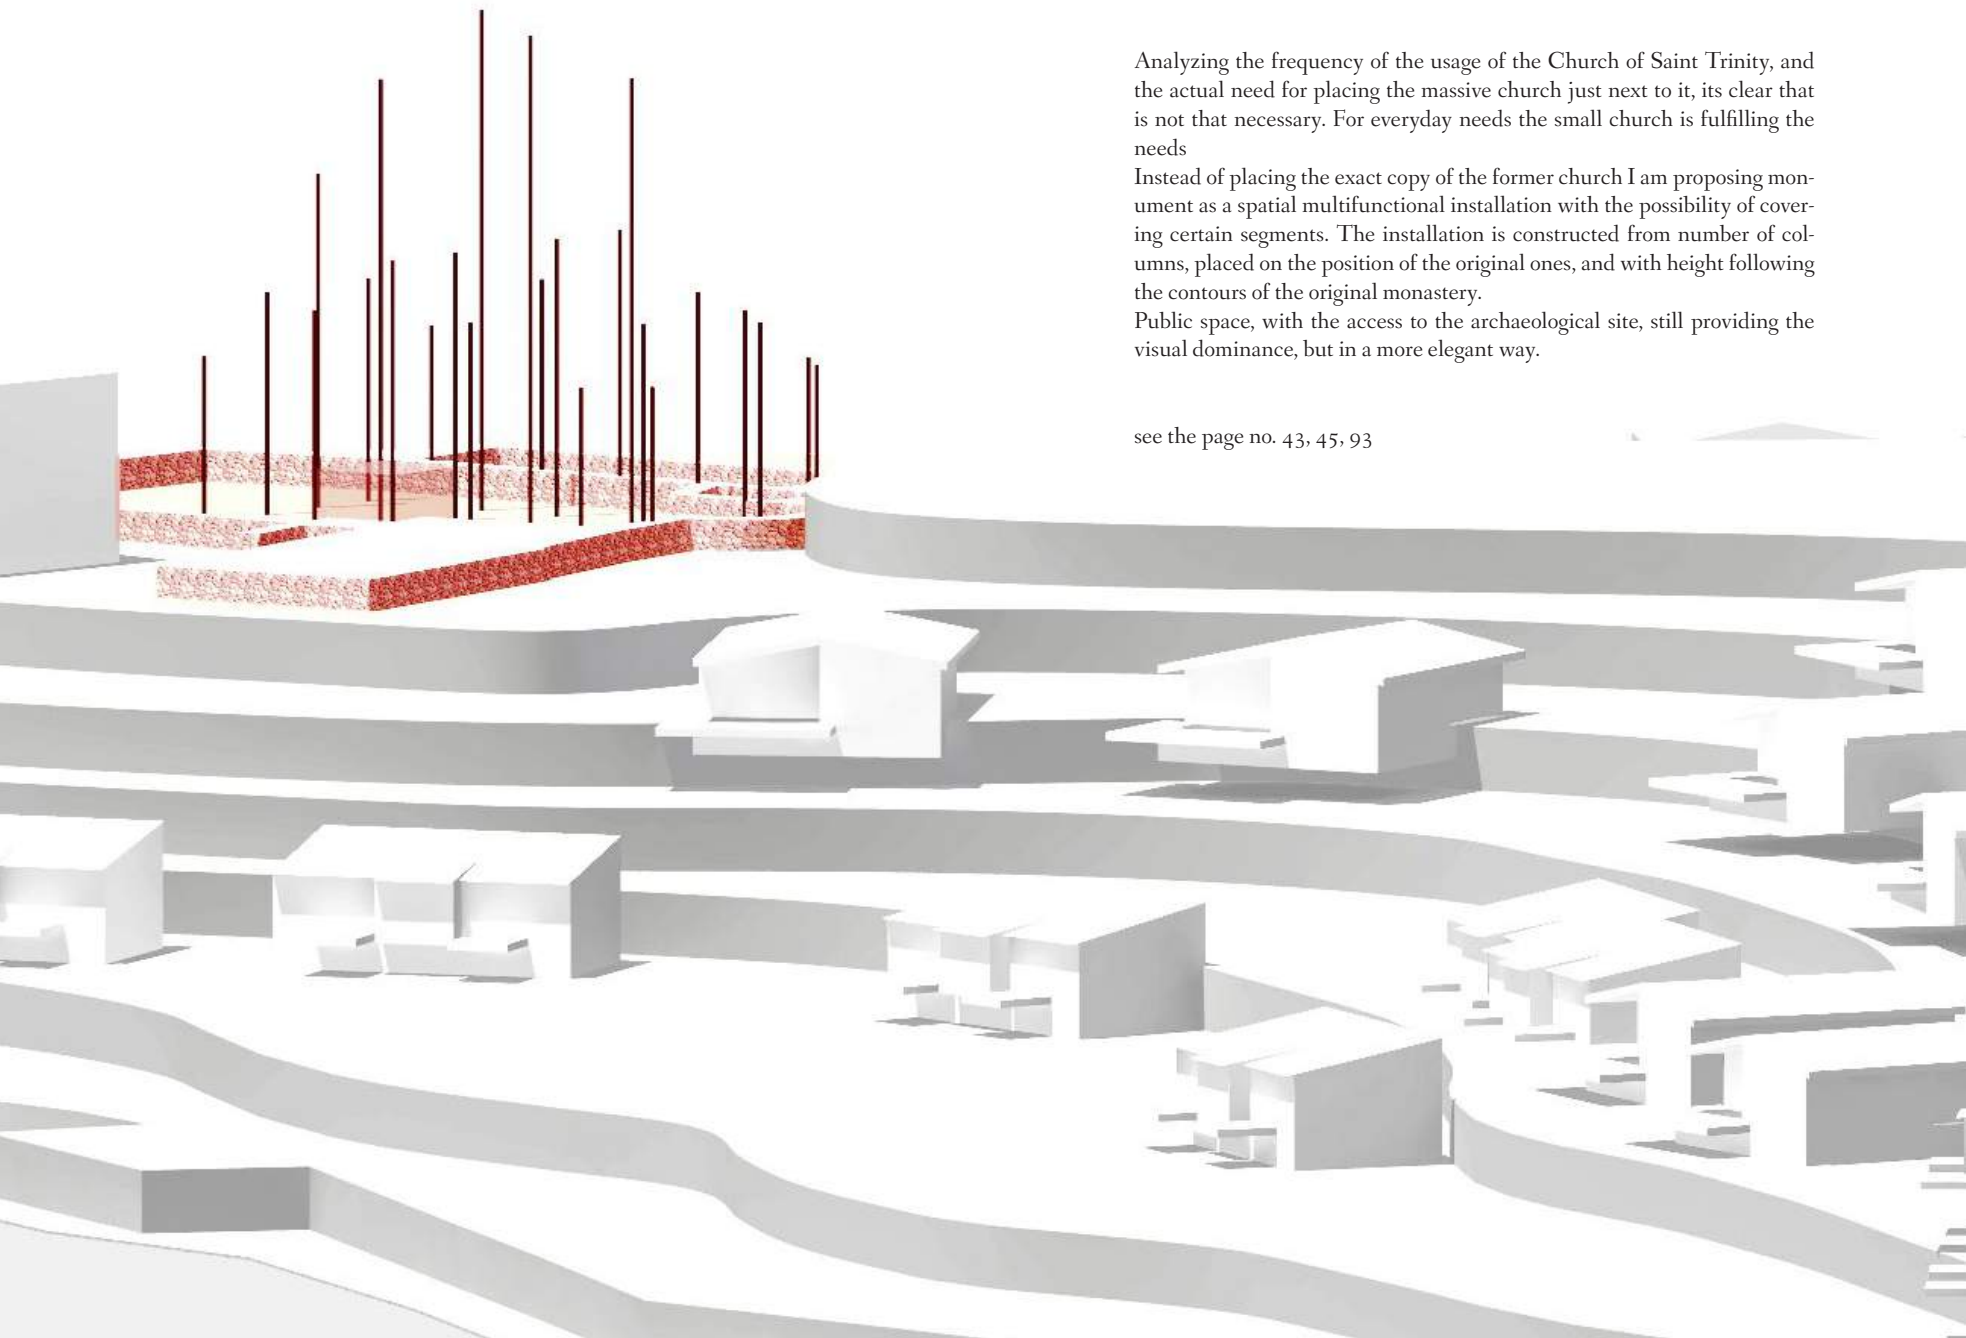 Analyzing the frequency of the usage of the Church of Saint Trinity, and
the actual need for placing the massive church just next to it, its clear that
is not that necessary. For everyday needs the small church is fulfilling the
needs
Instead of placing the exact copy of the former church I am proposing mon-
ument as a spatial multifunctional installation with the possibility of cover-
ing certain segments. The installation is constructed from number of col-
umns, placed on the position of the original ones, and with height following
the contours of the original monastery.
Public space, with the access to the archaeological site, still providing the
visual dominance, but in a more elegant way.
see the page no. 43, 45, 93